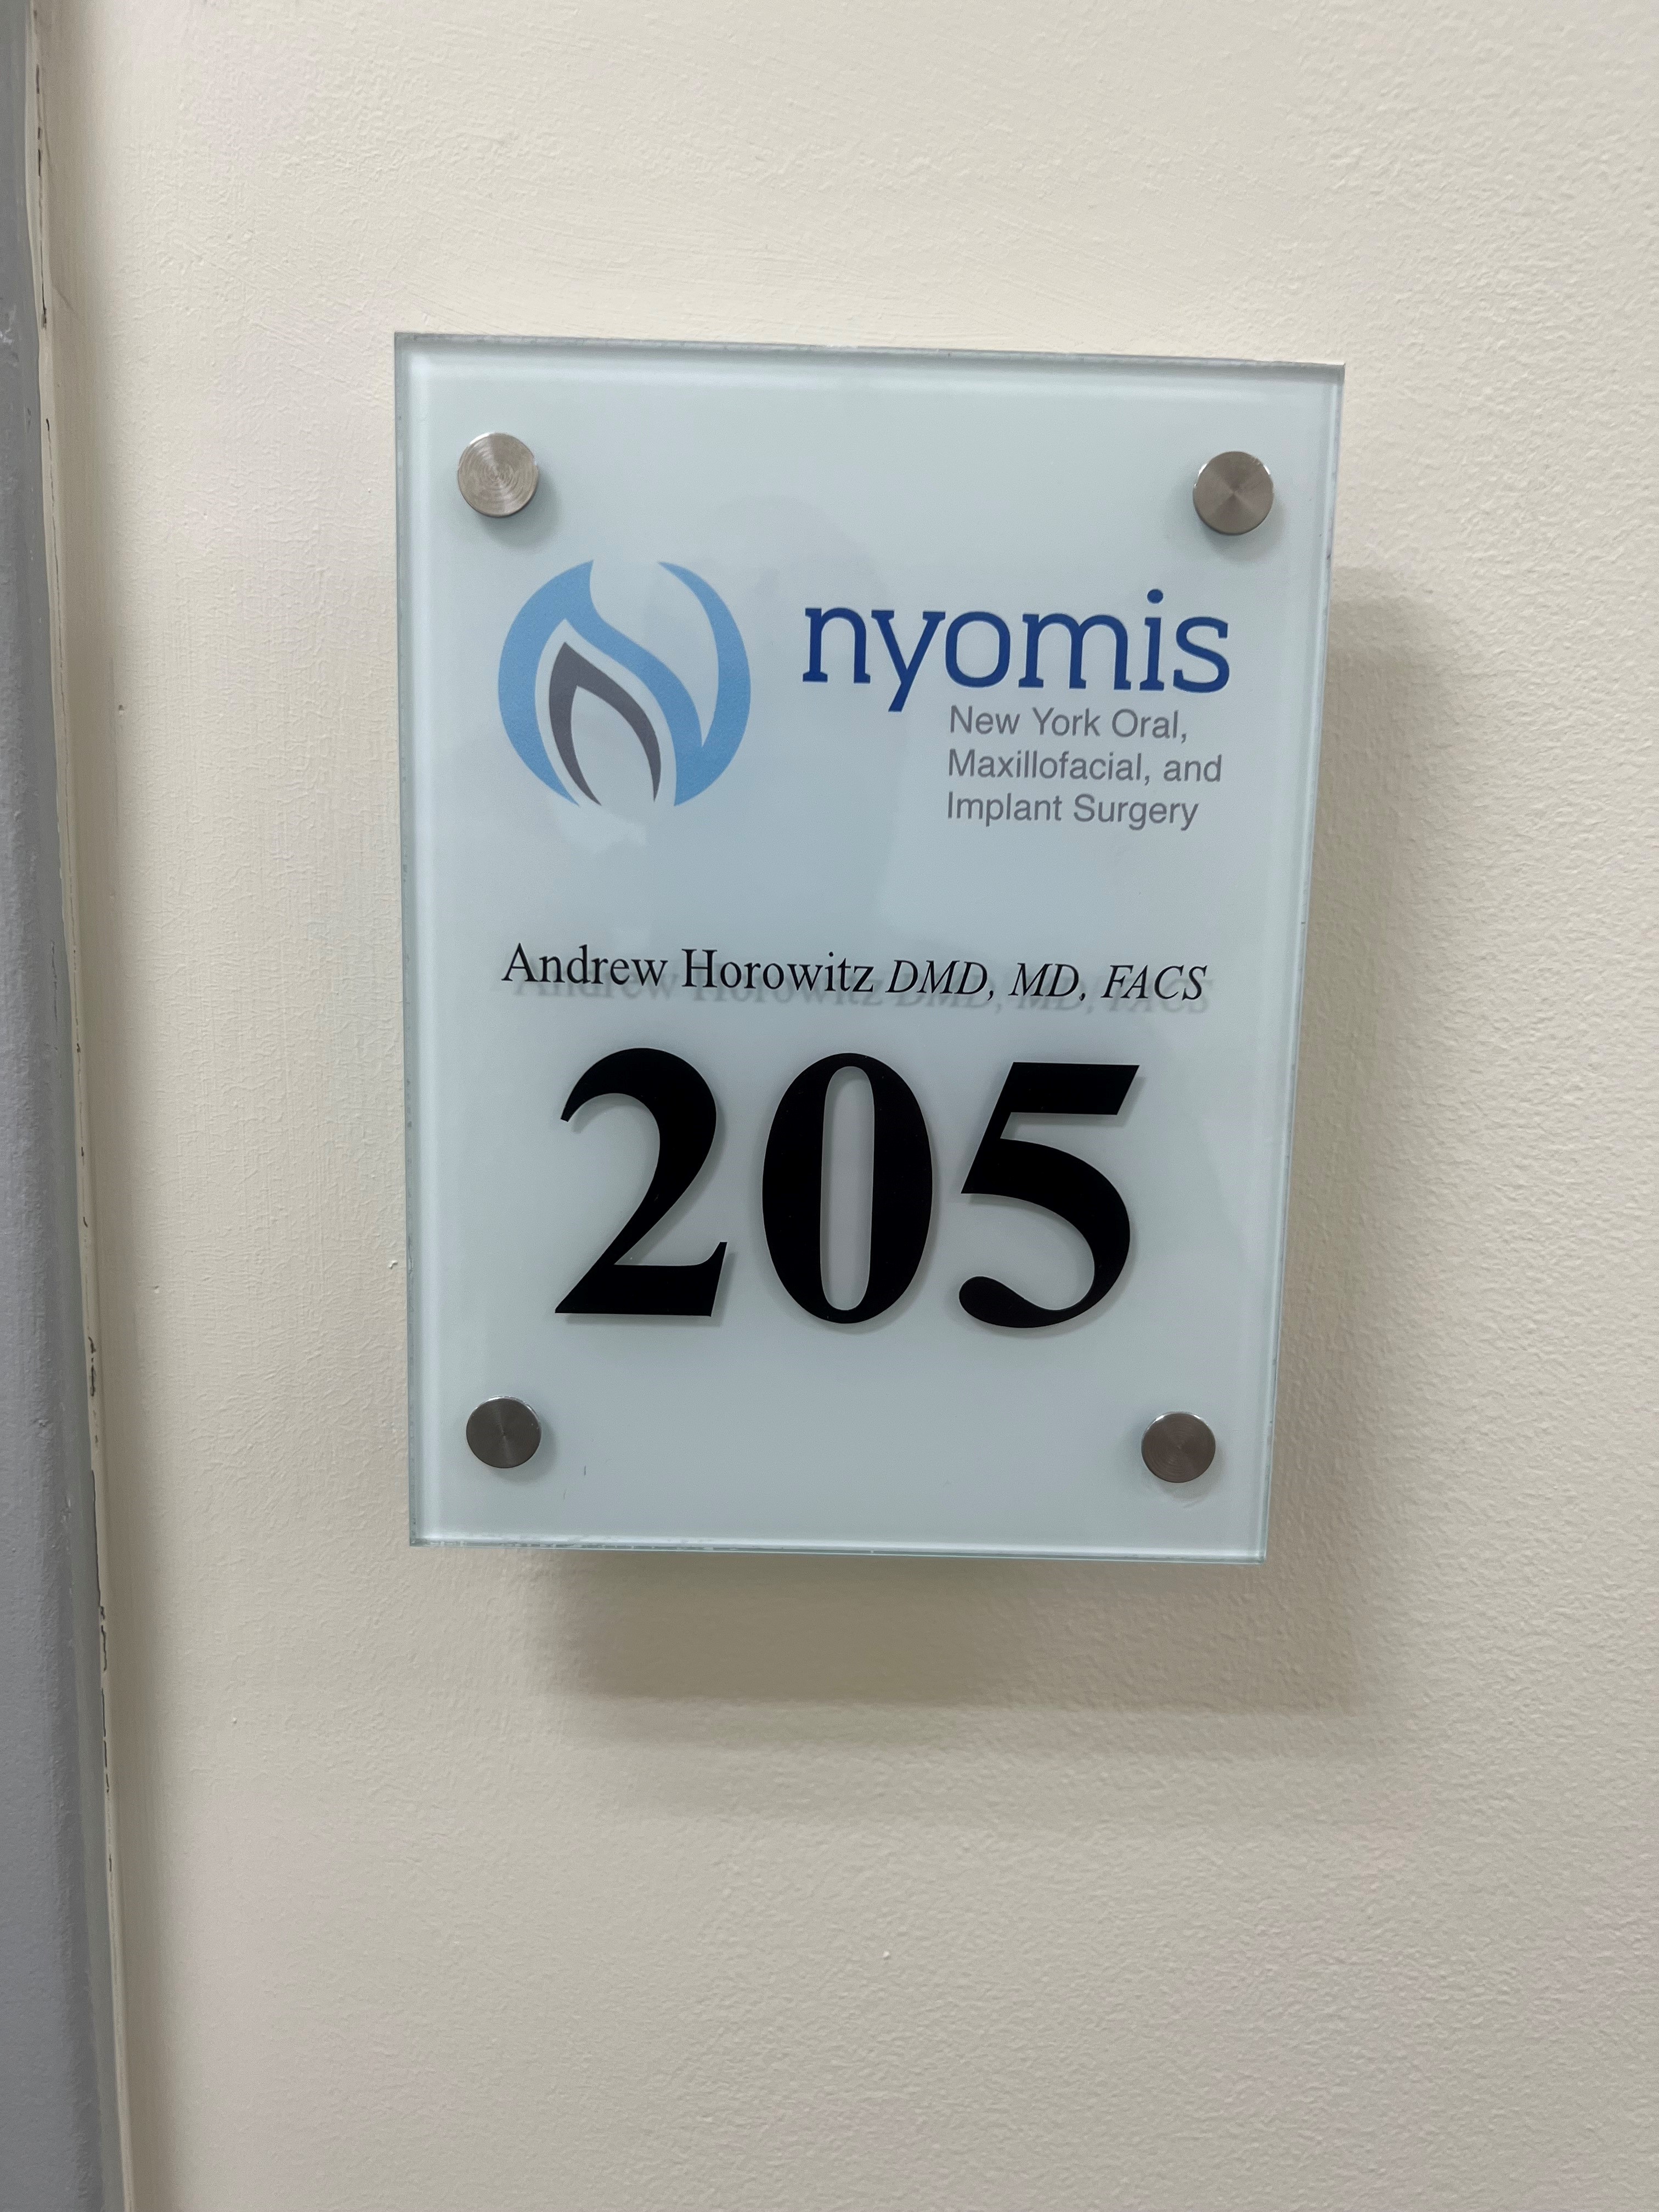 nyomis
New York Oral,
Maxillofacial, and
Implant Surgery
Andrew Horowitz DMD, MD, FACS
205